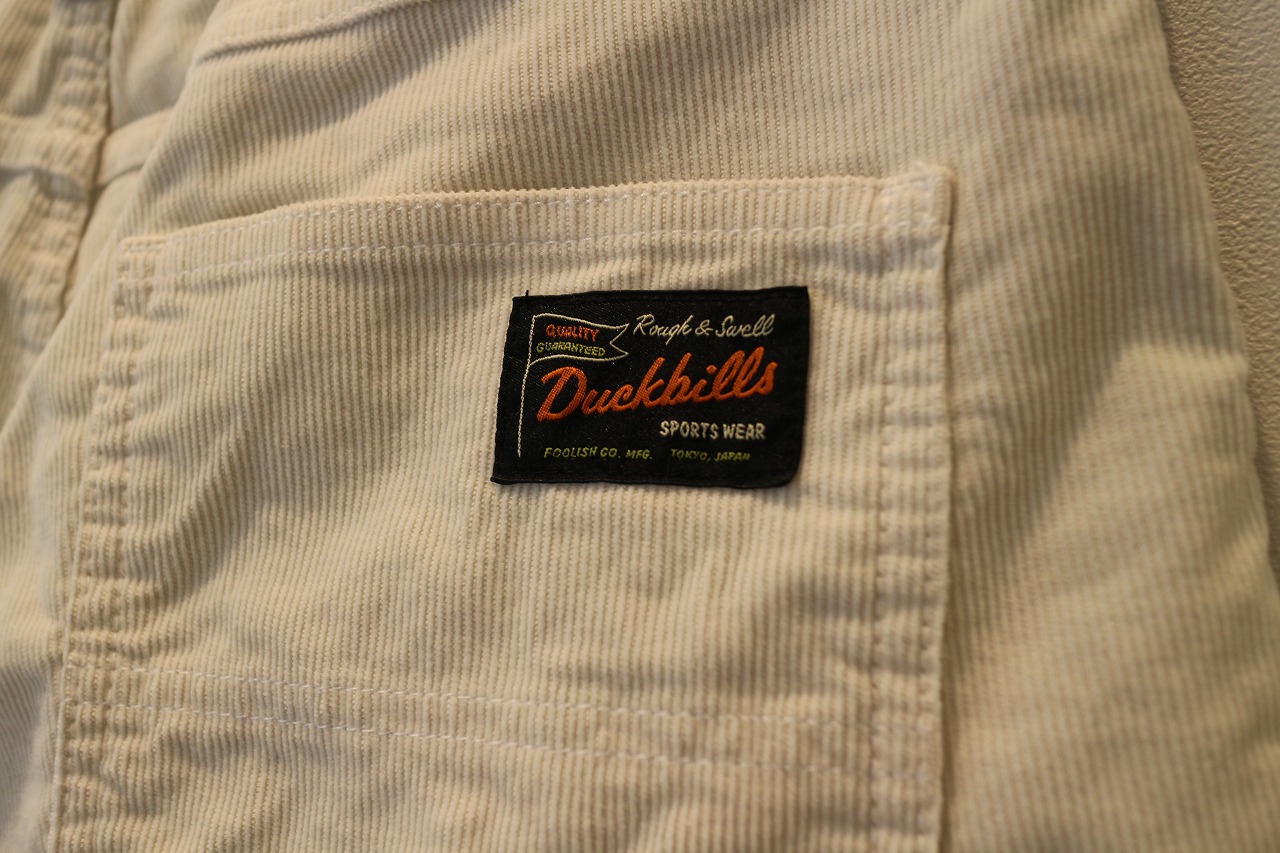 QUALITY
GUARANTEED
Rough & Swell
Duckbills
SPORTS WEAR
FOOLISH CO. MFG. TOKYO, JAPAN